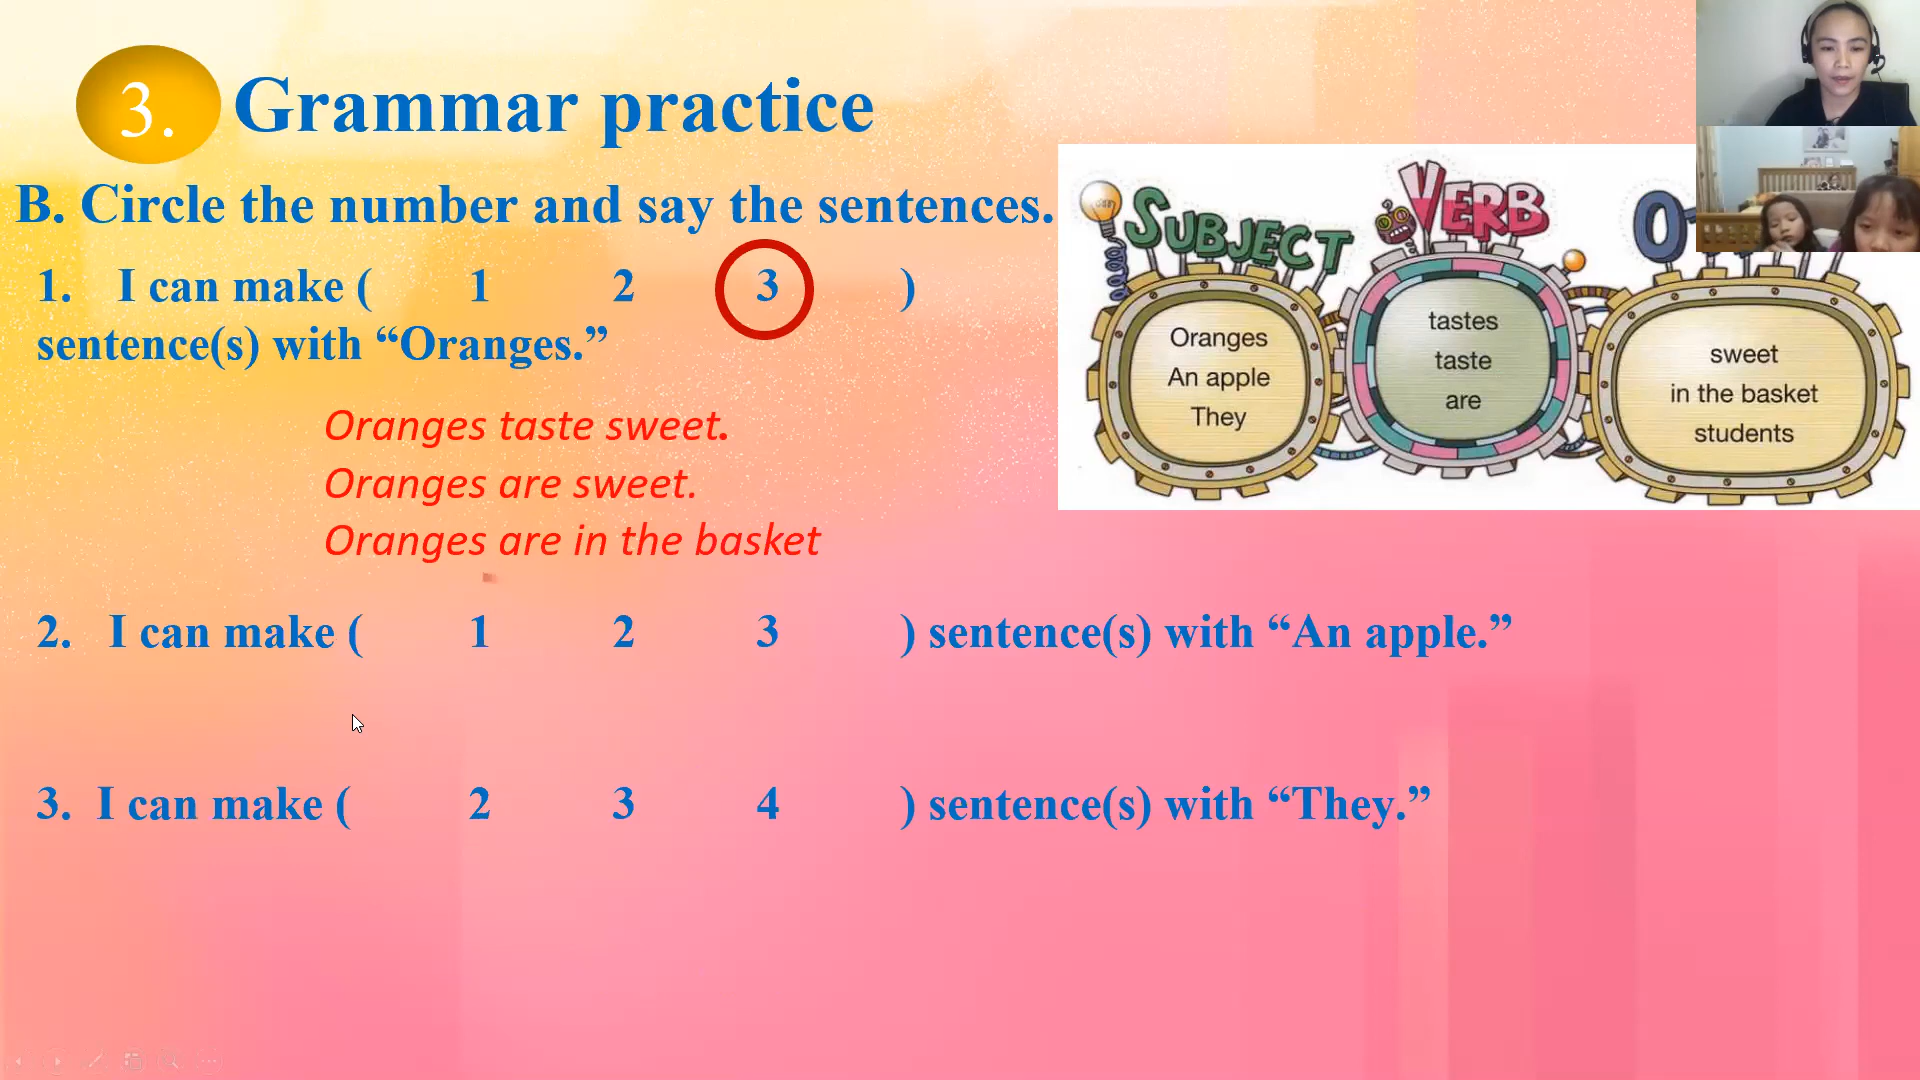 3. Grammar practice
B. Circle the number and say the sentences.
1. I can make ( 1 2 3 )
sentence(s) with “Oranges.”
Oranges taste sweet.
Oranges are sweet.
Oranges are in the basket
2. I can make ( 1 2 3 ) sentence(s) with “An apple.”
3. I can make ( 2 3 4 ) sentence(s) with “They.”
SUBJECT
Oranges
An apple
They
VERB
tastes
taste
are
sweet
in the basket
students